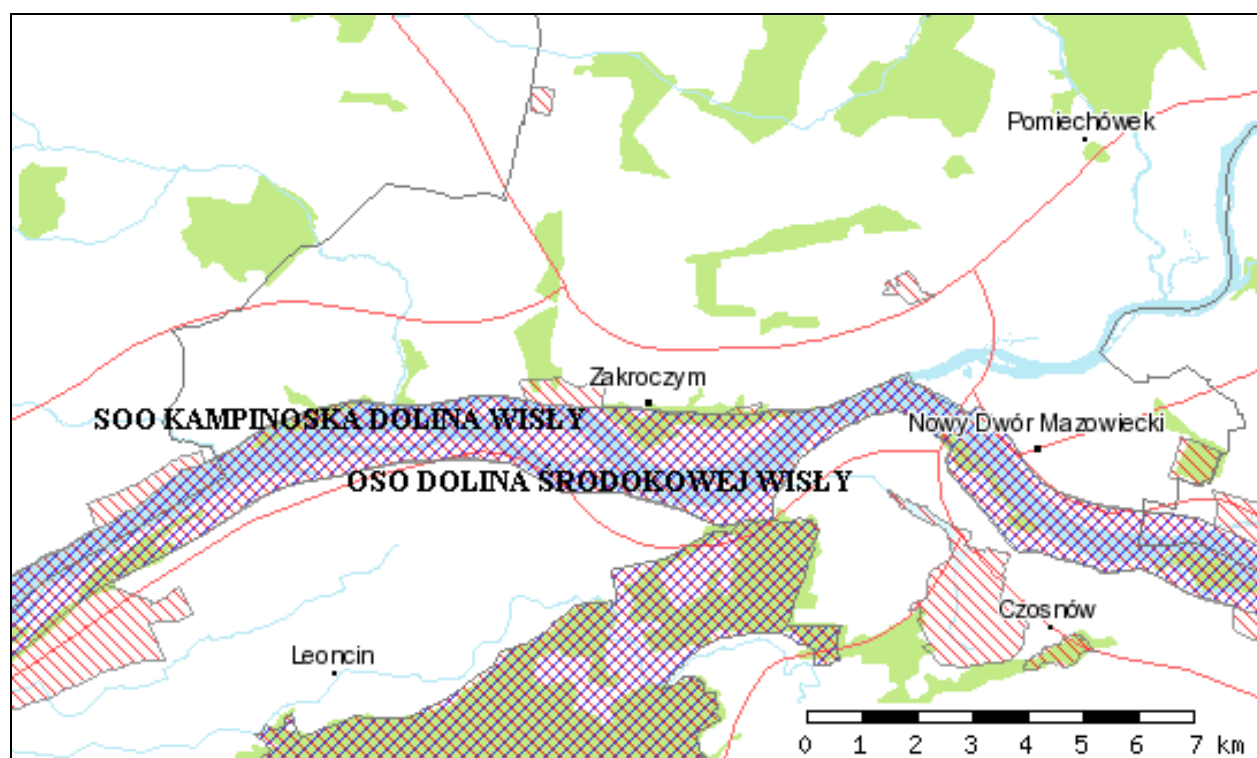 Pomiechówek
Zakroczym
SOO KAMPINOSKA DOLINA WISŁY
Nowy Dwór Mazowiecki
OSO DOLINA ŚRODOKOWEJ WISŁY
Czosnów
Leoncin
0 1 2 3 4 5 6 7 km